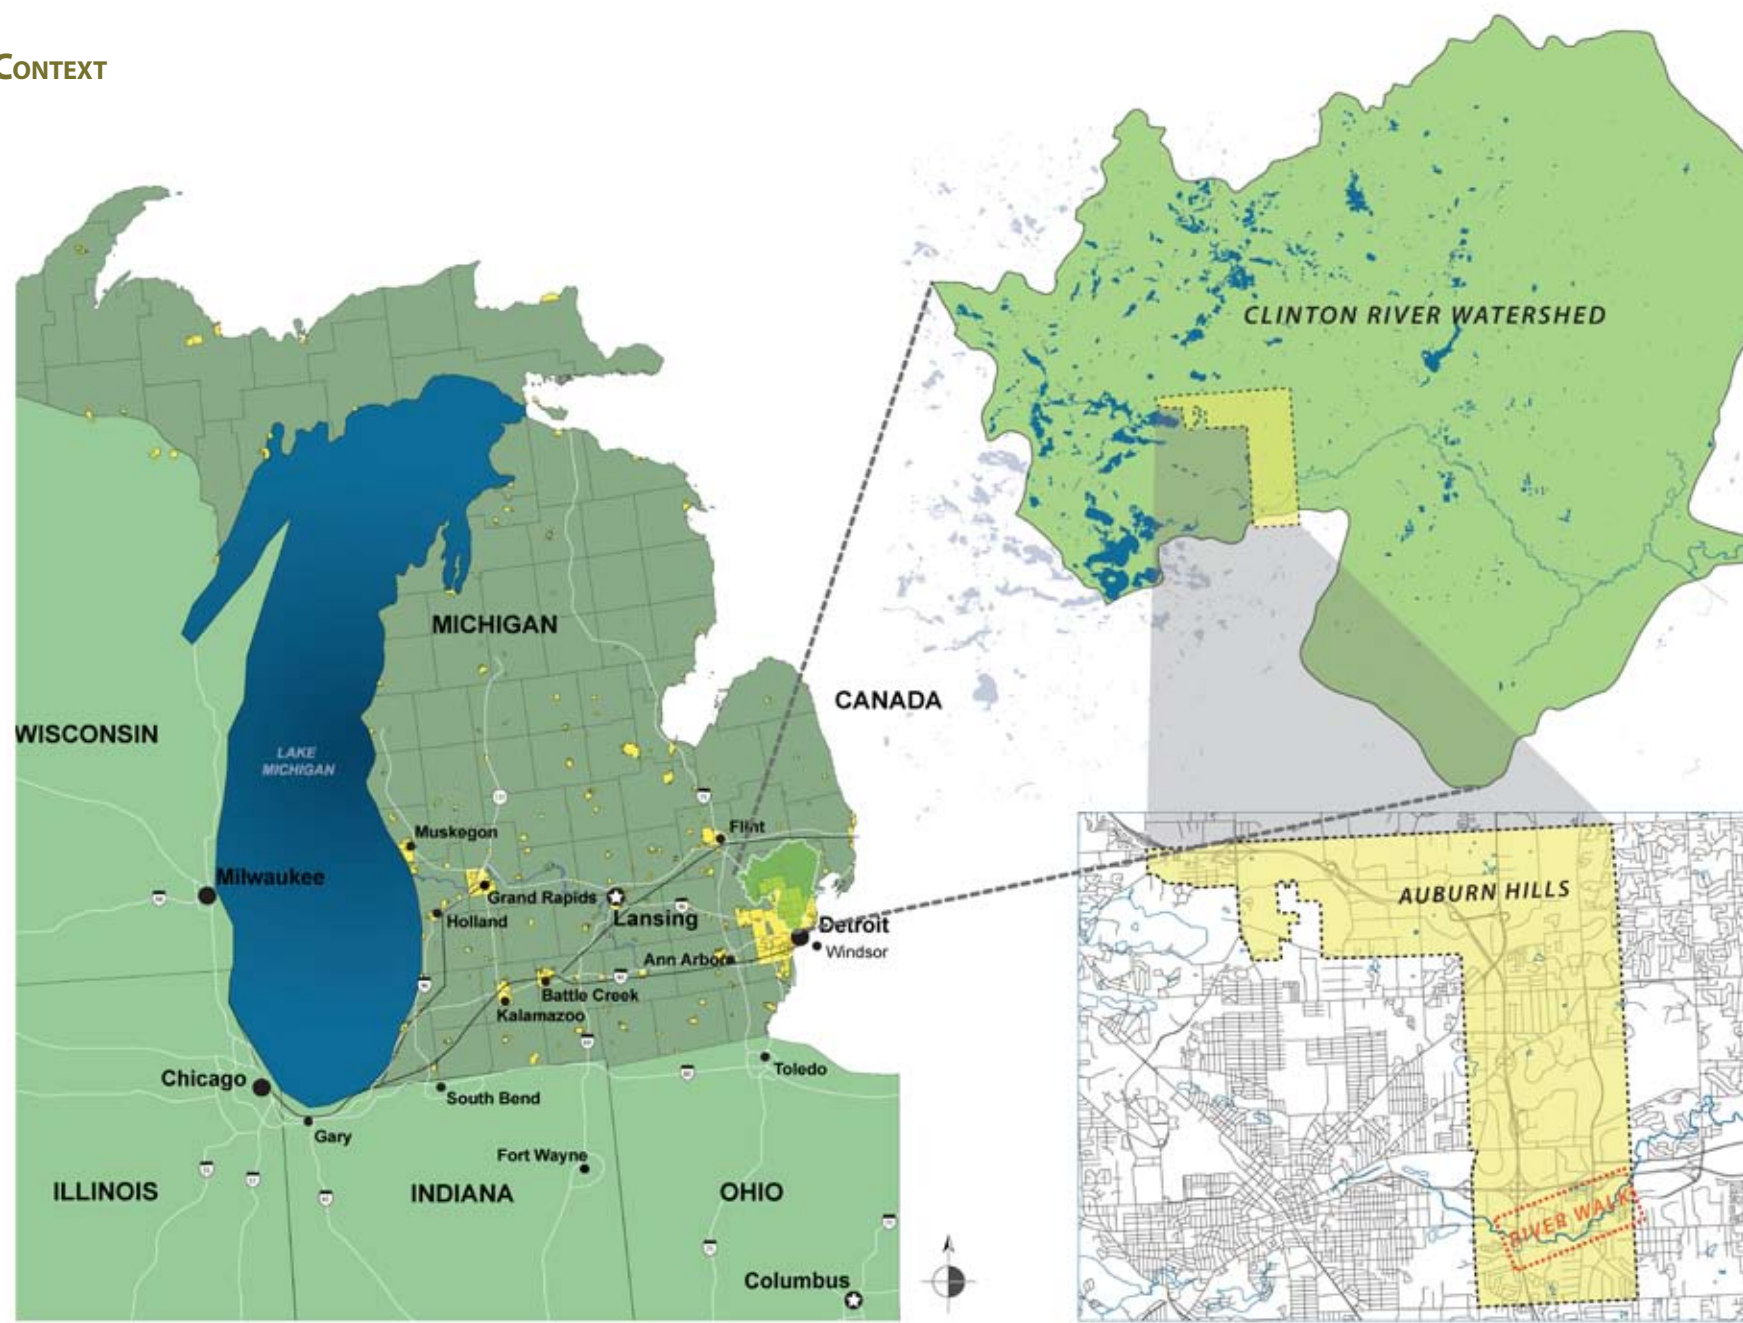 CONTEXT
CLINTON RIVER WATERSHED
MICHIGAN
CANADA
WISCONSIN
LAKE
MICHIGAN
Muskegon
Flint
Milwaukee
Grand Rapids
Holland
Lansing
Detroit
Windsor
Ann Arbor
Battle Creek
Kalamazoo
AUBURN HILLS
Toledo
Chicago
South Bend
Gary
Fort Wayne
ILLINOIS
INDIANA
OHIO
RIVER WALK
Columbus